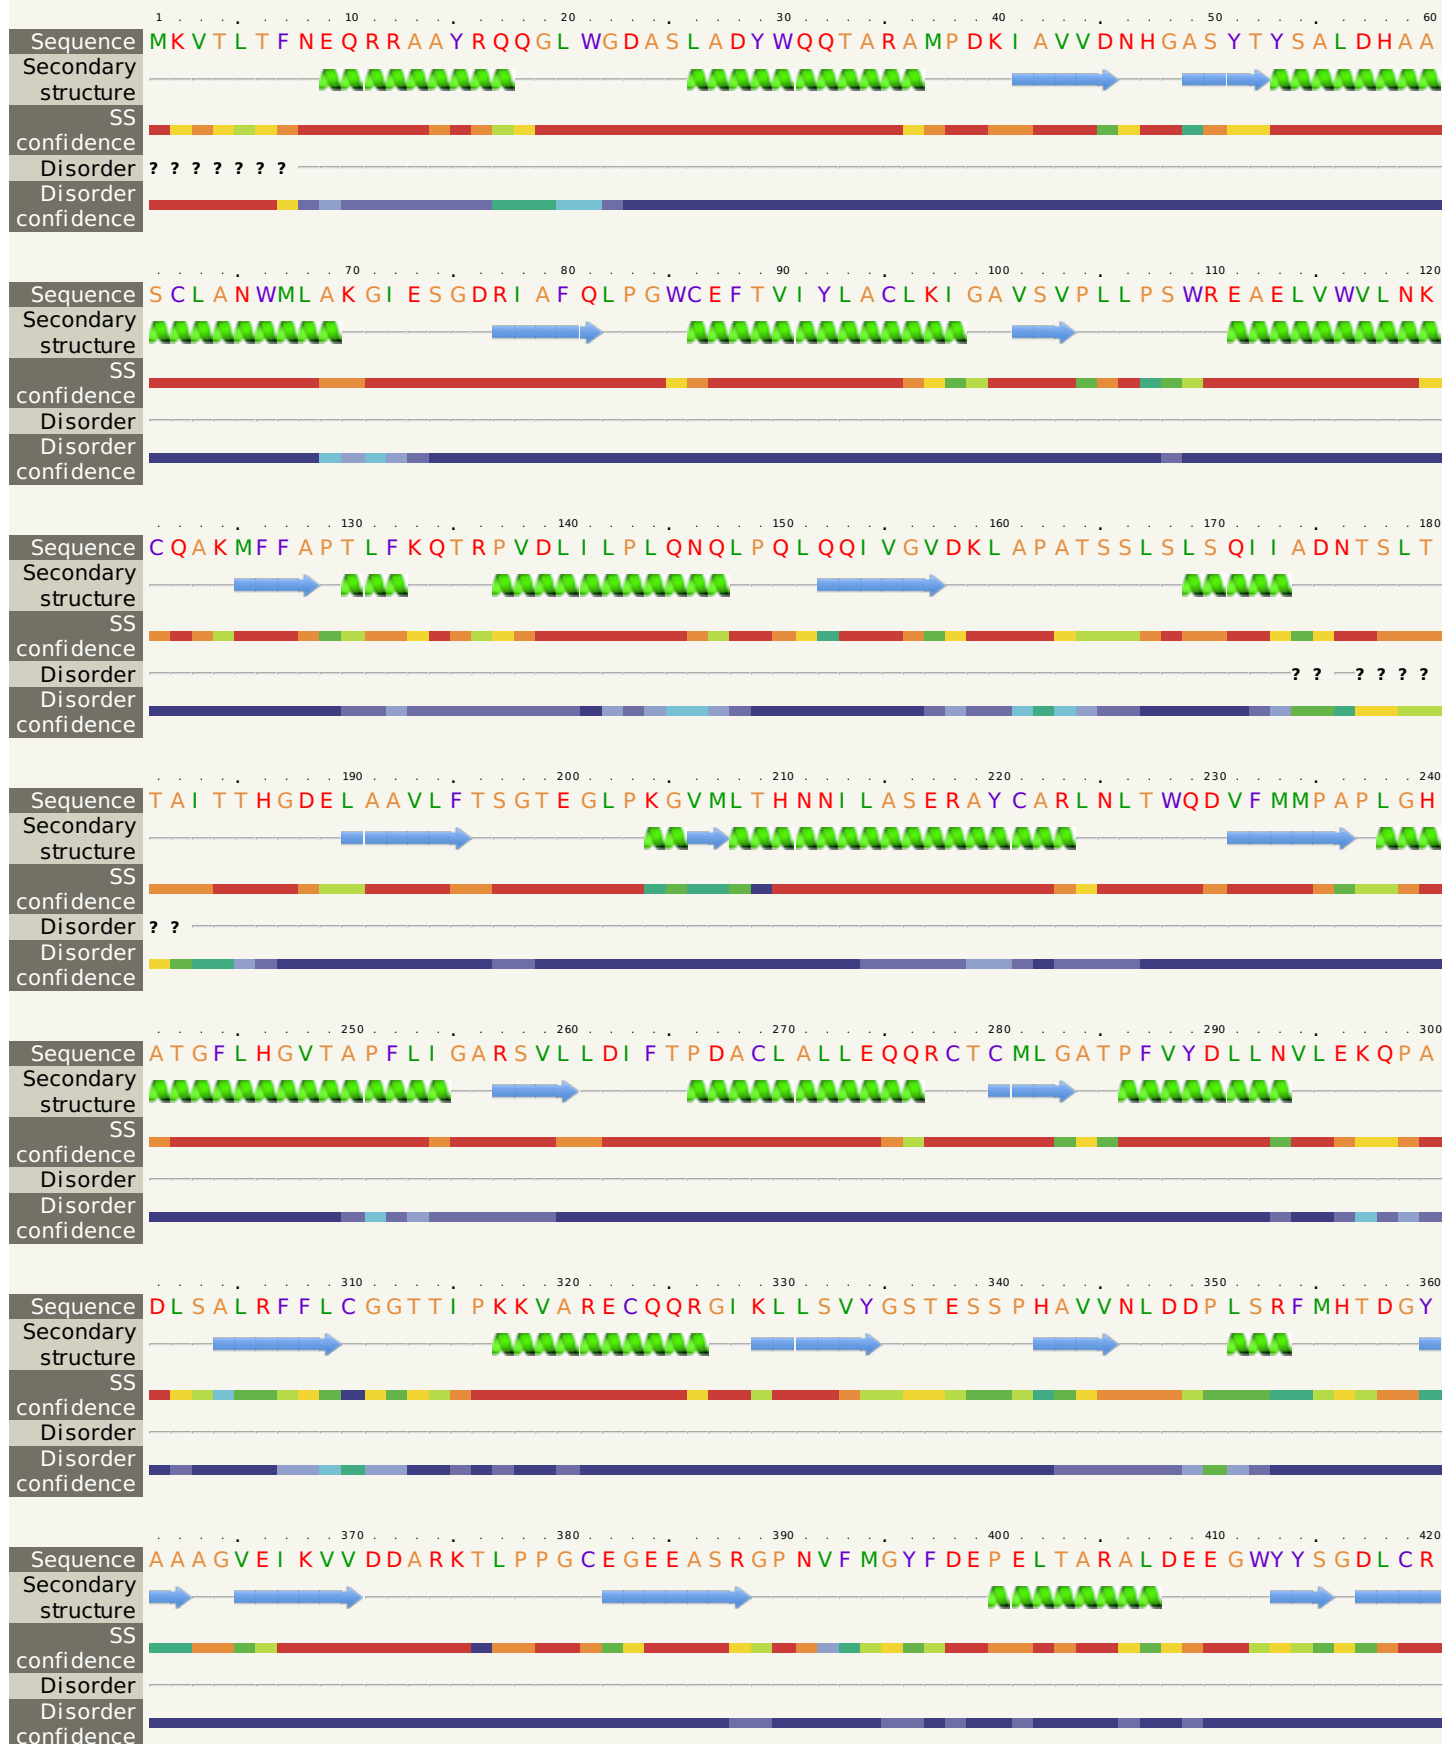 1 10 20 30 40 50 60
Sequence MKVTLTFNEQRRAAYRQQGLWGDASLADYWQQTARAMPDKIAVVDNHGASYTYSALDHAA
Secondary
structure
SS
confidence
Disorder ? ? ? ? ? ? ?
Disorder
confidence
70 80 90 100 110 120
Sequence SCLANWMLAKGIESGDRIAFQLPGWCEFTVIYLACLKIGAVSVPLLPSWREAELVWVLNK
Secondary
structure
SS
confidence
Disorder
Disorder
confidence
130 140 150 160 170 180
Sequence CQAKMFFAPTLFKQTRPVDLILPLQNQLPQLQQIVGVDKLAPATSSLSLSQIIADNTSLT
Secondary
structure
SS
confidence
Disorder ? ? ? ? ? ?
Disorder
confidence
190 200 210 220 230 240
Sequence TAITTHGDELAAVLFTSGTEGLPKGVMLTHNNILASERAYCARLNLTWQDVFMMPAPLGH
Secondary
structure
SS
confidence
Disorder ? ?
Disorder
confidence
250 260 270 280 290 300
Sequence ATGFLHGVTAPFLIGARSVLLDIFTPDACLALLEQQRCTCMLGATPFVYDLLNVLEKQPA
Secondary
structure
SS
confidence
Disorder
Disorder
confidence
310 320 330 340 350 360
Sequence DLSALRFFLCGGTTIPKKVARECQQRGIKLLSVYGSTESSPHAVVNLDDPLSRFMHTDGY
Secondary
structure
SS
confidence
Disorder
Disorder
confidence
370 380 390 400 410 420
Sequence AAAGVEIKVVDDARKTLPPGCEGEEASRGPNVFMGYFDEPELTARALDEEGWYYSGDLCR
Secondary
structure
SS
confidence
Disorder
Disorder
confidence